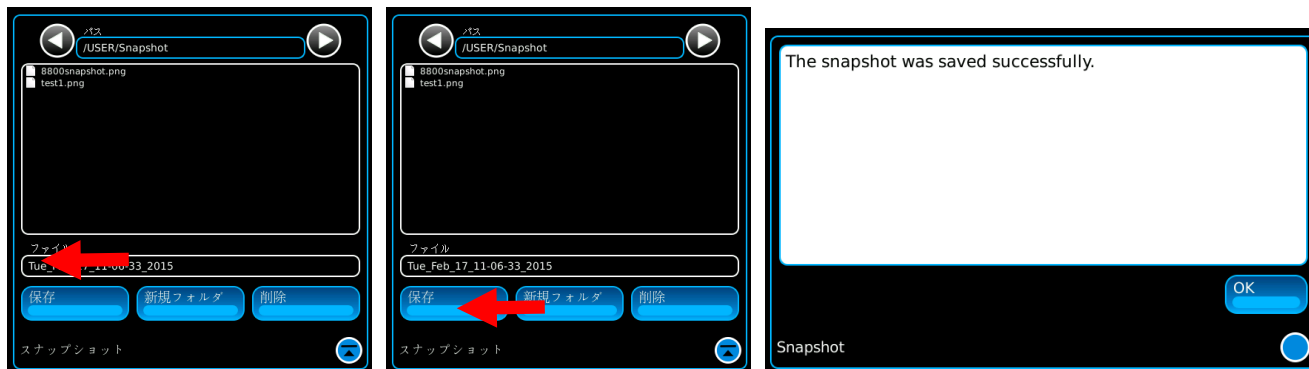 パス
/USER/Snapshot
8800snapshot.png
test1.png
ファイル
33_2015
保存
新規フォルダ
削除
スナップショット
パス
/USER/Snapshot
8800snapshot.png
test1.png
ファイル
Tue_Feb_17_11-06-33_2015
保存
新規フォルダ
削除
スナップショット
The snapshot was saved successfully.
OK
Snapshot